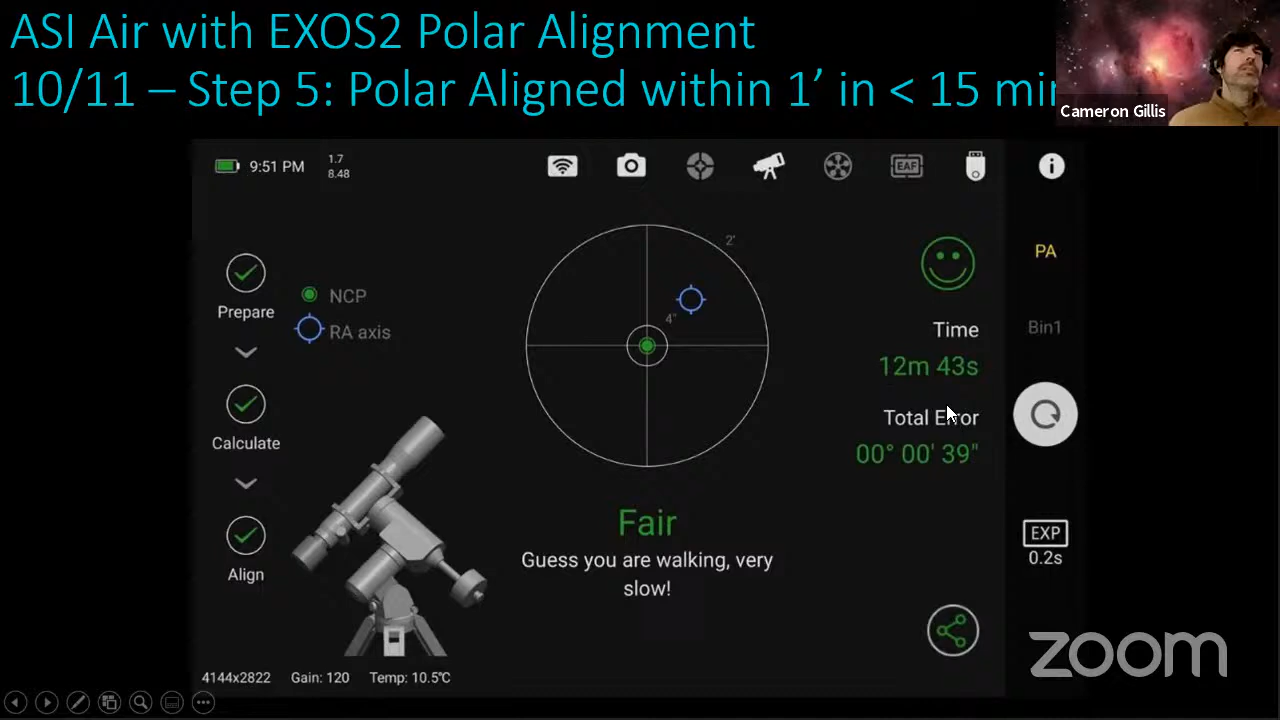 ASI Air with EXOS2 Polar Alignment
10/11 – Step 5: Polar Aligned within 1’ in < 15 min
Cameron Gillis
9:51 PM
1.7
8.48
EAF
i
2'
PA
Prepare
NCP
RA axis
4"
Time
12m 43s
Bin1
Calculate
Total Error
00° 00' 39"
Fair
Guess you are walking, very
slow!
EXP
0.2s
Align
4144x2822 Gain: 120 Temp: 10.5℃
zoom